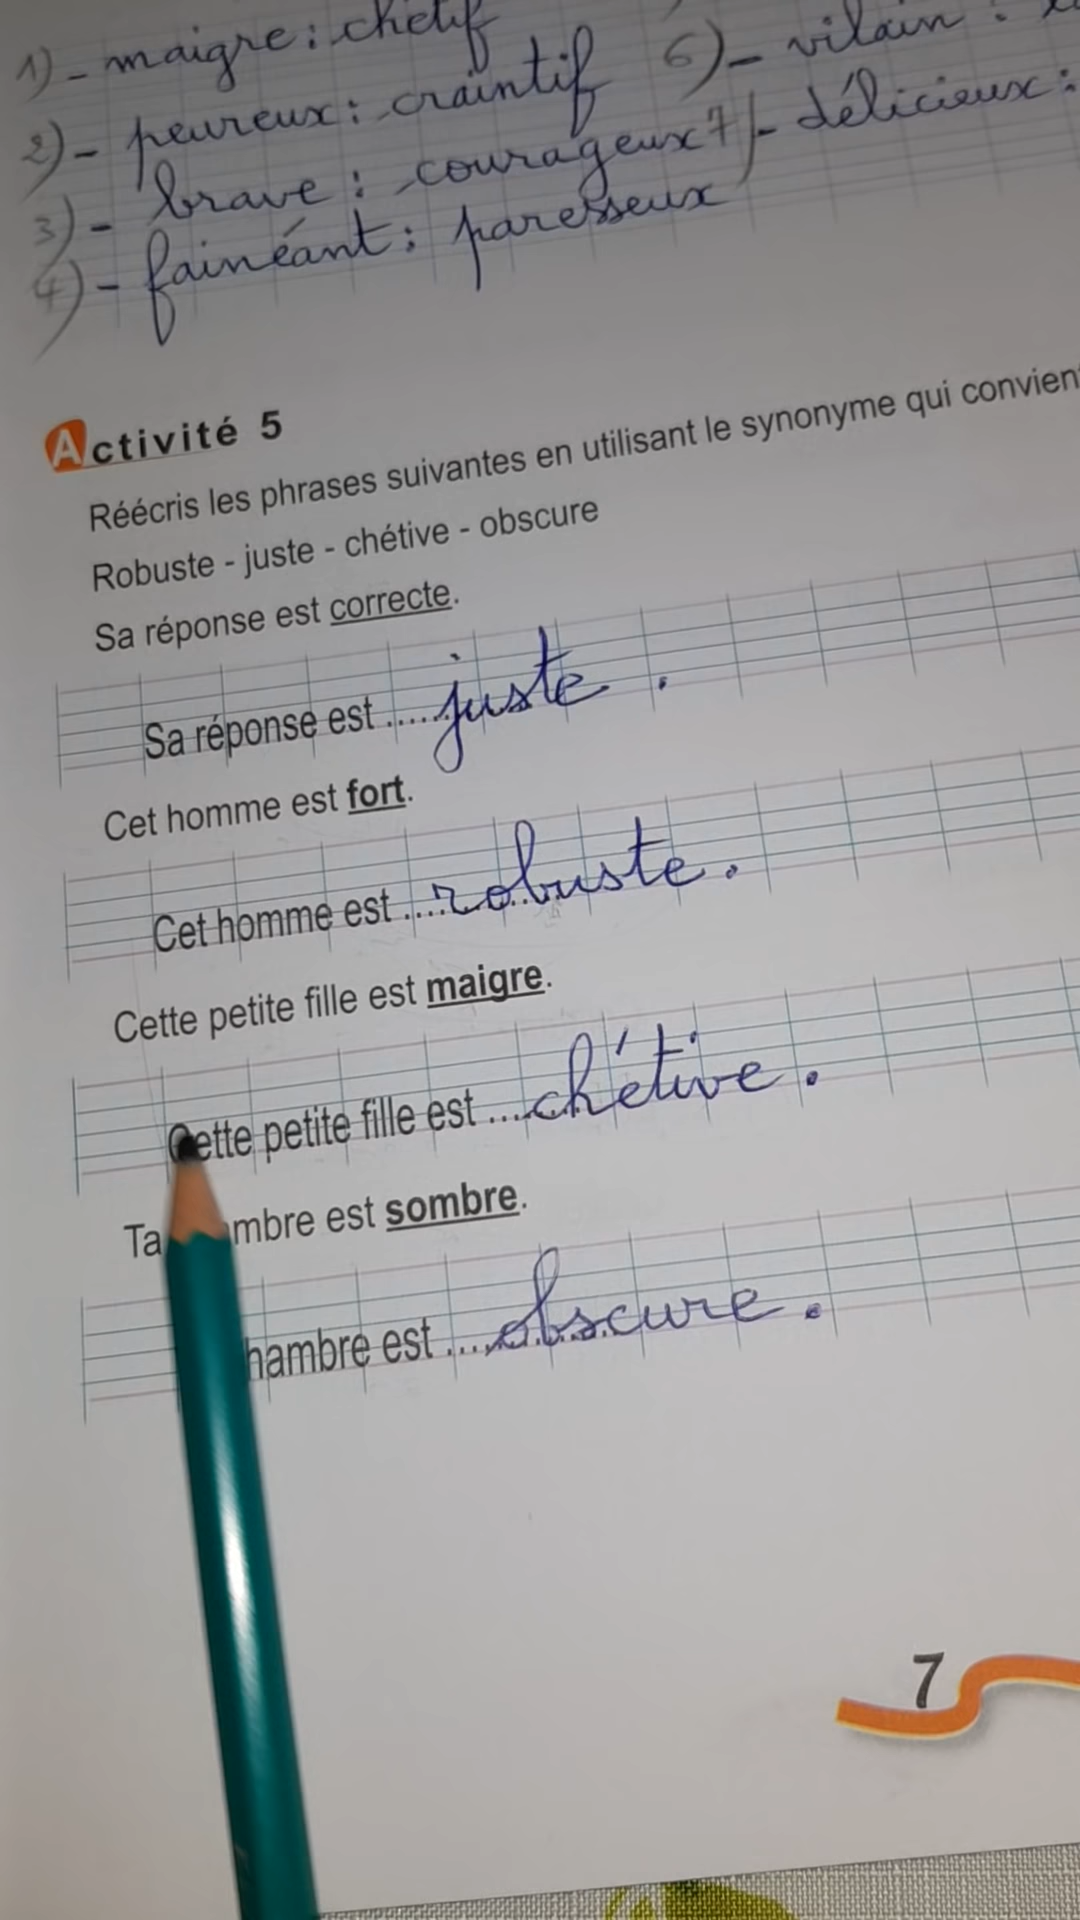 1)- maigre : chétif
2)- peureux : craintif
3)- brave : courageux
4)- fainéant : paresseux
6)- vilain :
7)- délicieux :
Activité 5
Réécris les phrases suivantes en utilisant le synonyme qui convient
Robuste - juste - chétive - obscure
Sa réponse est correcte.
Sa réponse est ....juste .
Cet homme est fort.
Cet homme est ....robuste.
Cette petite fille est maigre.
Cette petite fille est ...chétive.
Ta mbre est sombre.
hambre est ....obscure.
7